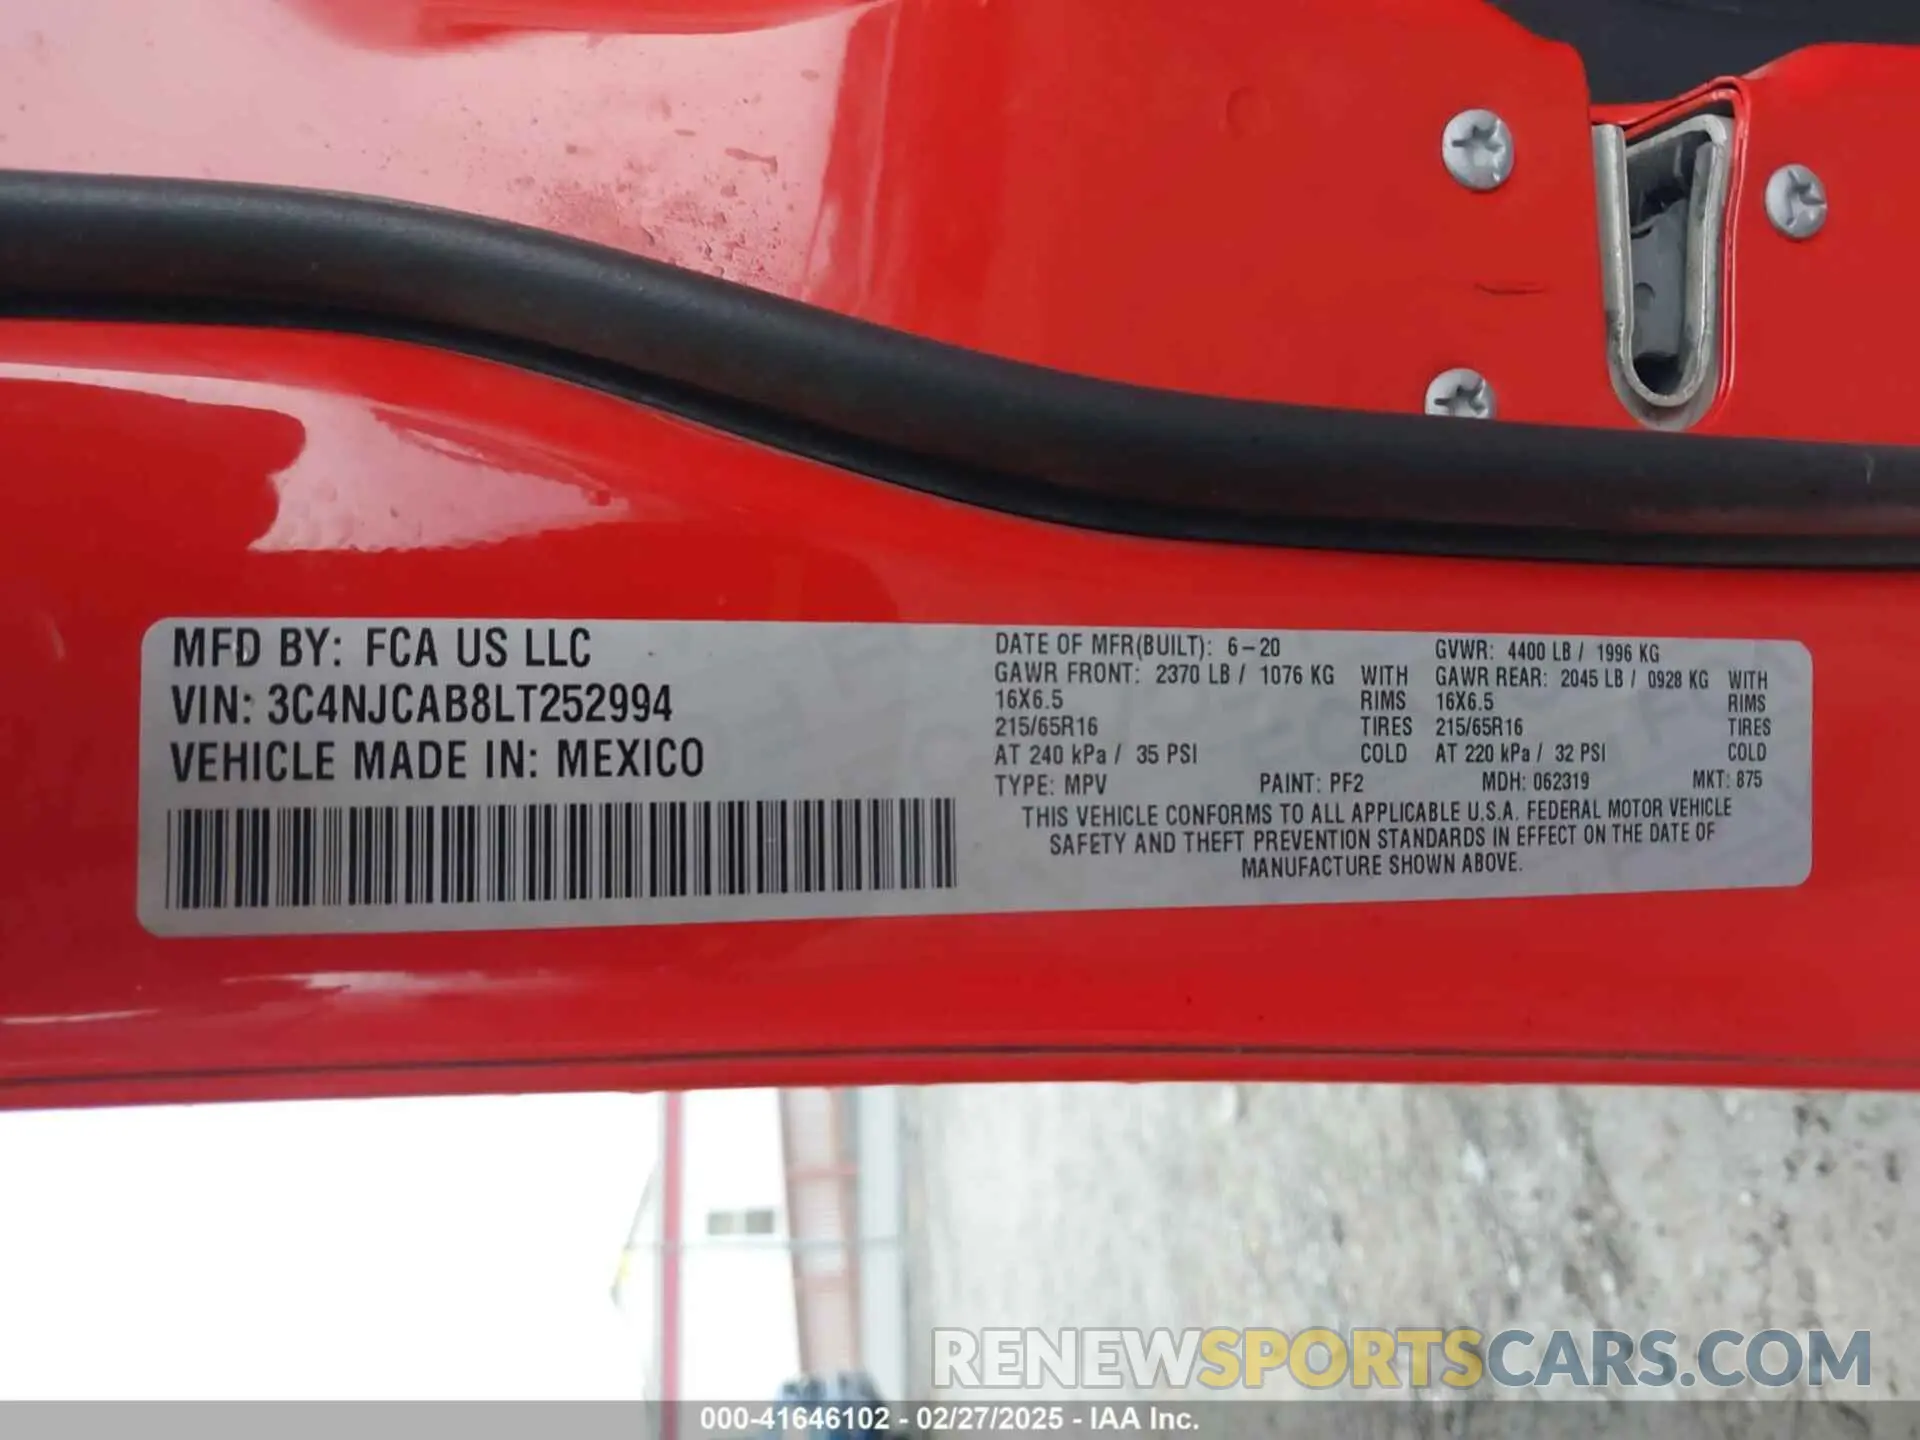 MFD BY: FCA US LLC
VIN: 3C4NJCAB8LT252994
VEHICLE MADE IN: MEXICO
DATE OF MFR(BUILT): 6-20 GVWR: 4400 LB / 1996 KG
GAWR FRONT: 2370 LB / 1076 KG WITH GAWR REAR: 2045 LB / 0928 KG WITH
16X6.5 RIMS 16X6.5 RIMS
215/65R16 TIRES 215/65R16 TIRES
AT 240 kPa / 35 PSI COLD AT 220 kPa / 32 PSI COLD
TYPE: MPV PAINT: PF2 MDH: 062319 MKT: 875
THIS VEHICLE CONFORMS TO ALL APPLICABLE U.S.A. FEDERAL MOTOR VEHICLE
SAFETY AND THEFT PREVENTION STANDARDS IN EFFECT ON THE DATE OF
MANUFACTURE SHOWN ABOVE.
RENEWSPORTSCARS.COM
000-41646102 - 02/27/2025 - IAA Inc.